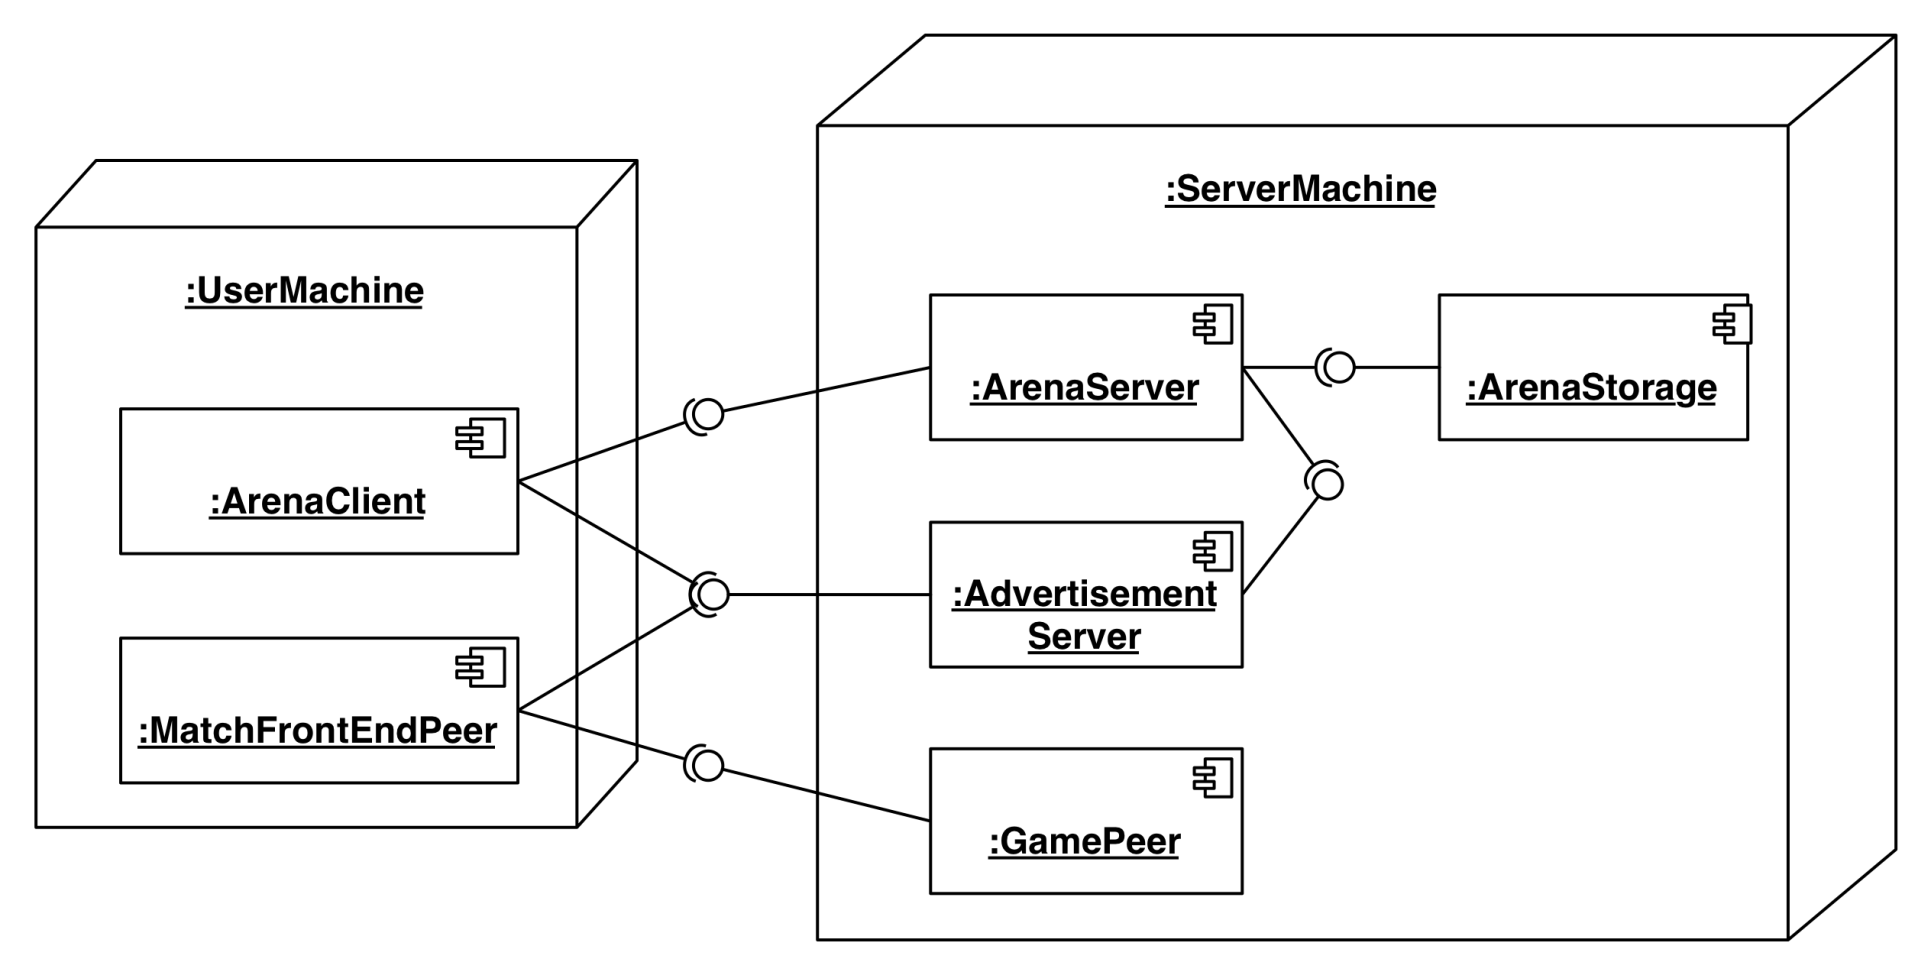 :ServerMachine
:UserMachine
:ArenaServer
:ArenaStorage
:ArenaClient
:Advertisement
Server
:MatchFrontEndPeer
:GamePeer